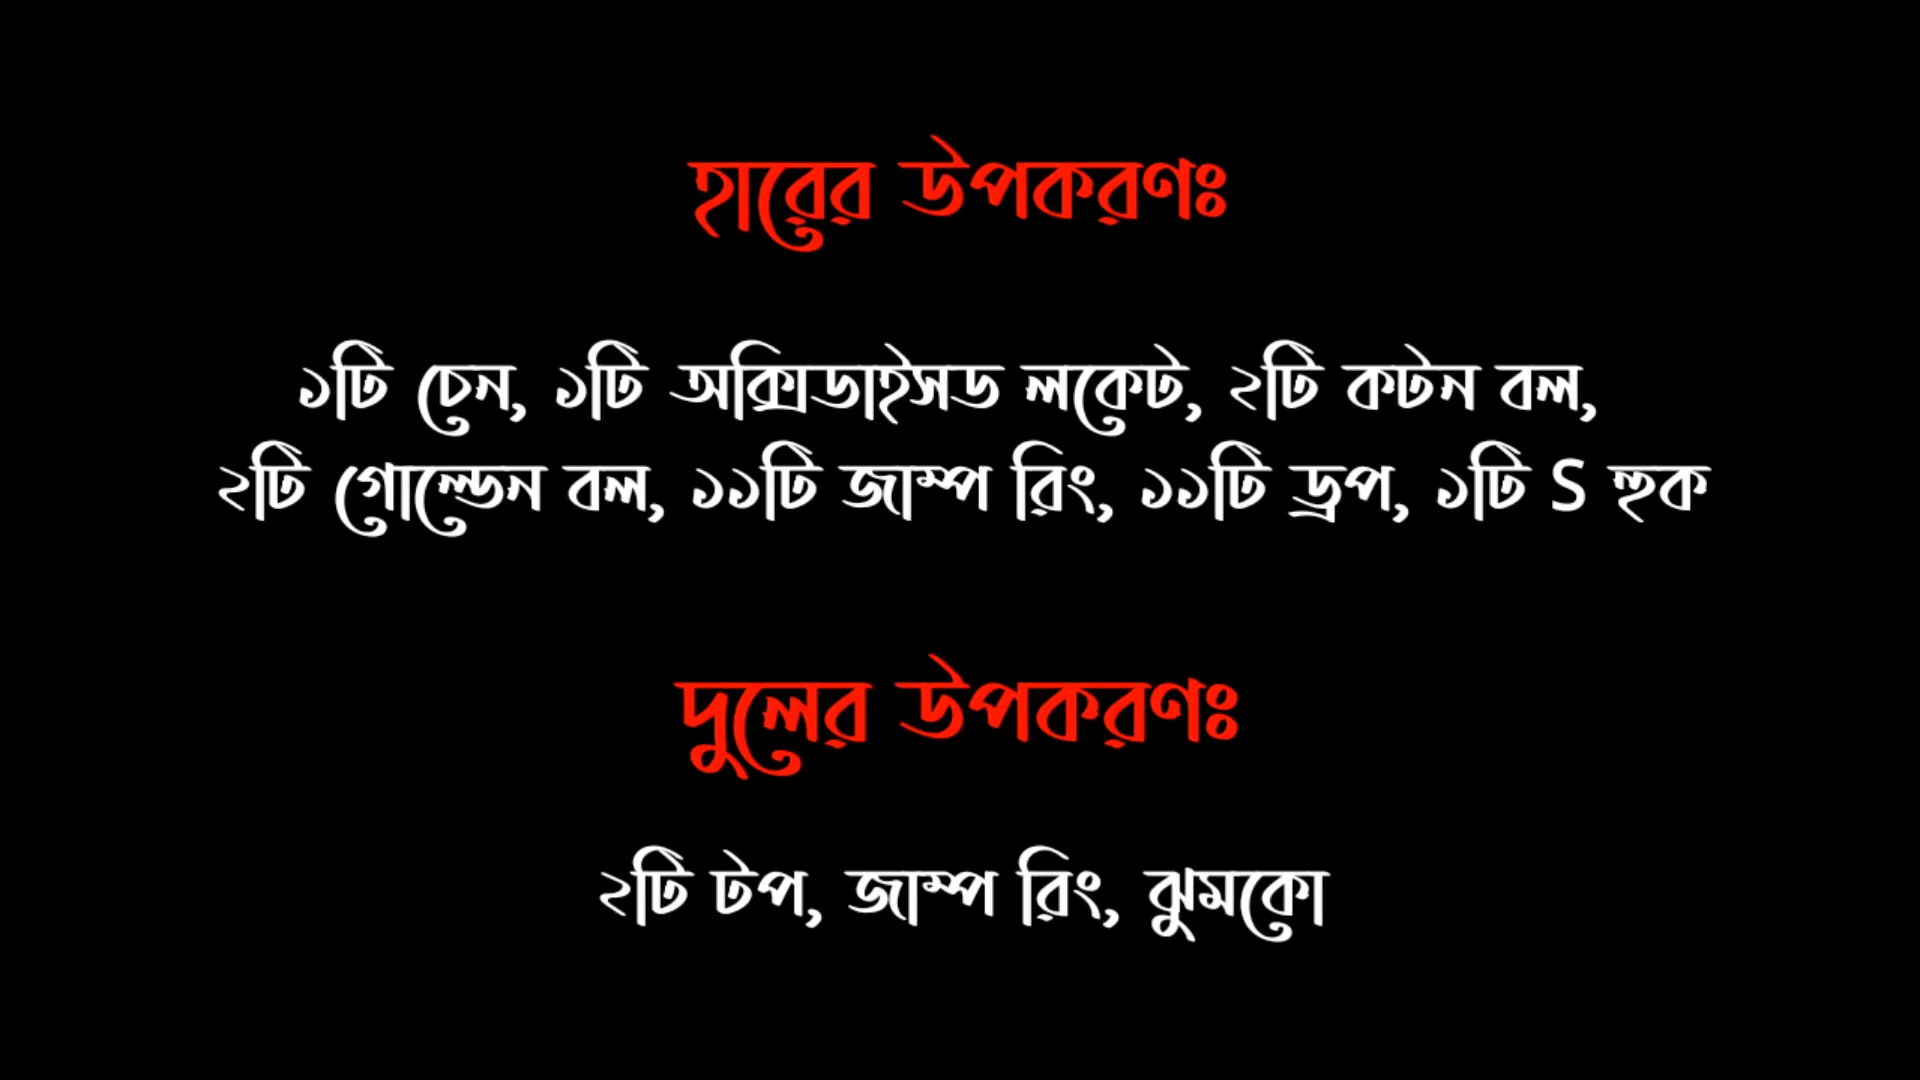 হারের উপকরণঃ
১টি চেন, ১টি অক্সিডাইসড লকেট, ২টি কটন বল,
২টি গোল্ডেন বল, ১১টি জাম্প রিং, ১১টি ড্রপ, ১টি S হুক
দুলের উপকরণঃ
২টি টপ, জাম্প রিং, ঝুমকো